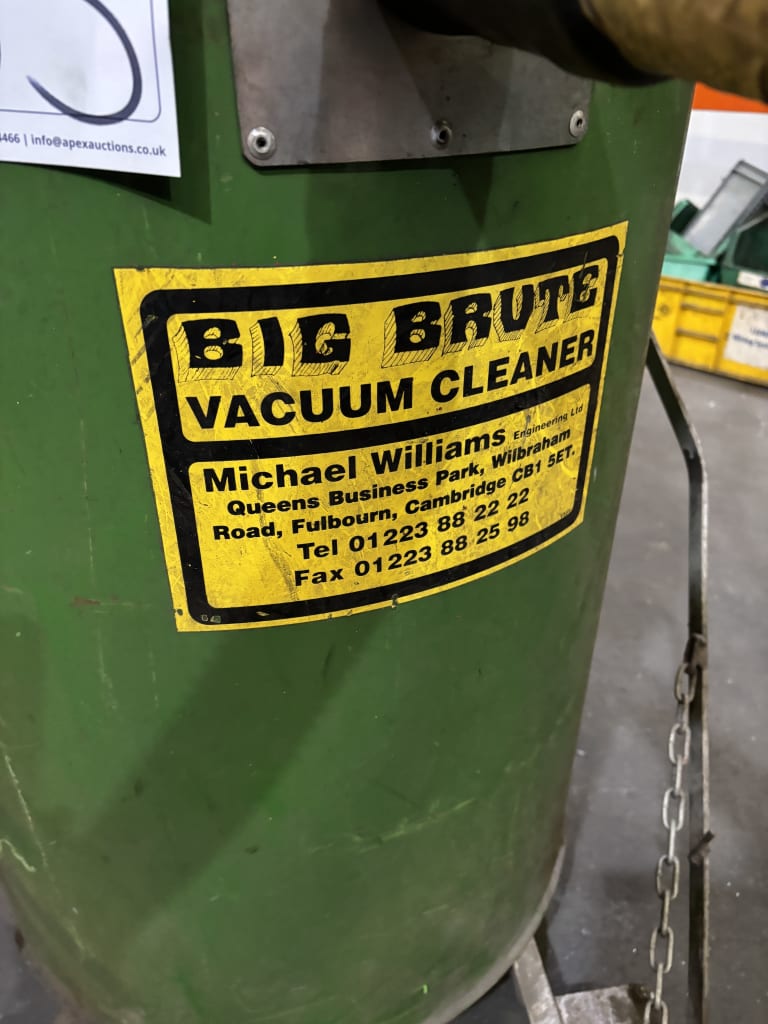 4466 | info@apexauctions.co.uk
BIG BRUTE
VACUUM CLEANER
Michael Williams Engineering Ltd
Queens Business Park, Wilbraham
Road, Fulbourn, Cambridge CB1 5ET.
Tel 01223 88 22 22
Fax 01223 88 25 98